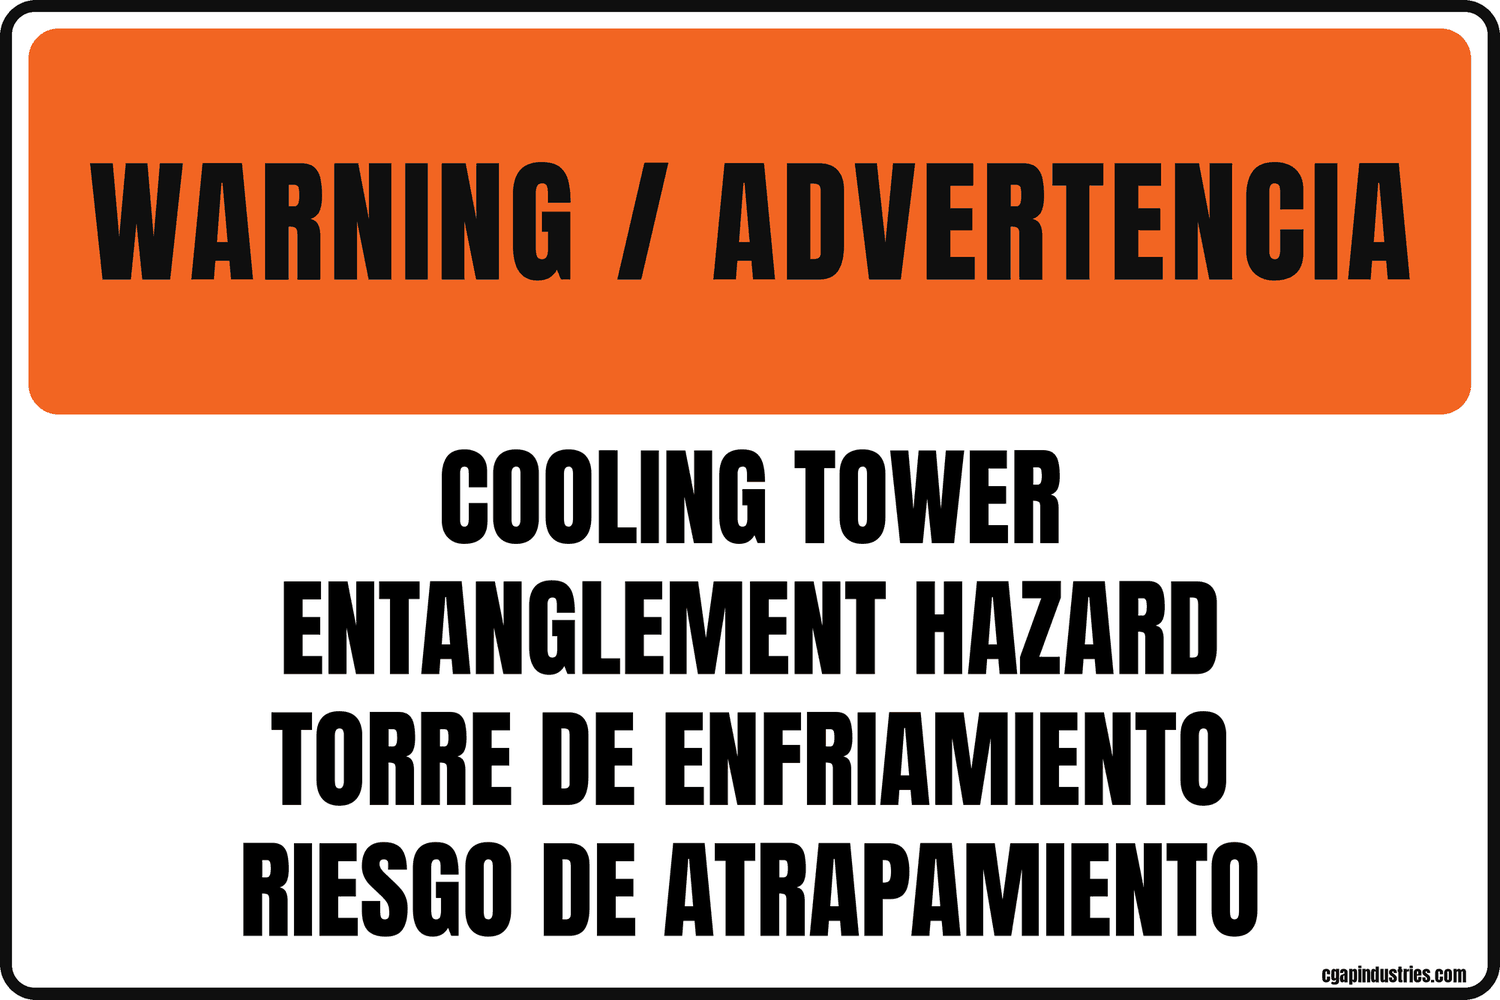 WARNING / ADVERTENCIA
COOLING TOWER
ENTANGLEMENT HAZARD
TORRE DE ENFRIAMIENTO
RIESGO DE ATRAPAMIENTO
cgapindustries.com